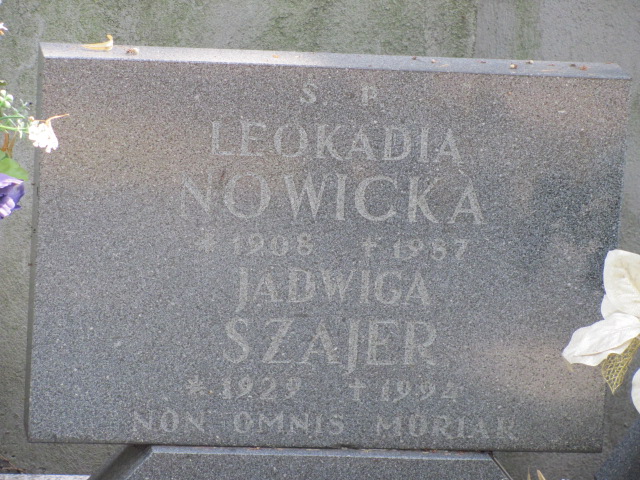 Ś. P.
LEOKADIA
NOWICKA
* 1908 † 1987
JADWIGA
SZAJER
* 1929 † 1994
NON OMNIS MORIAR